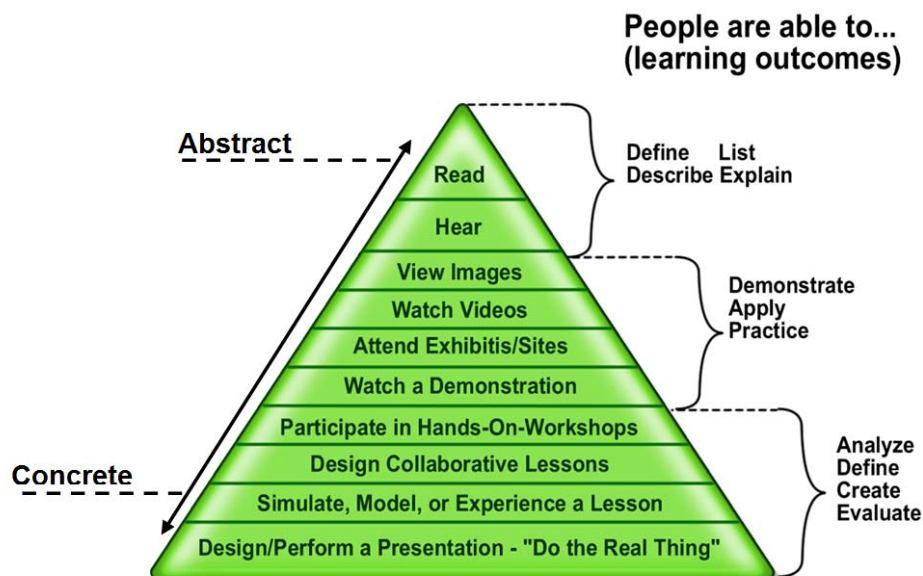 People are able to...
(learning outcomes)
Abstract
Read
Define List
Describe Explain
Hear
View Images
Demonstrate
Apply
Practice
Watch Videos
Attend Exhibitis/Sites
Watch a Demonstration
Participate in Hands-On-Workshops
Analyze
Define
Create
Evaluate
Design Collaborative Lessons
Concrete
Simulate, Model, or Experience a Lesson
Design/Perform a Presentation - "Do the Real Thing"